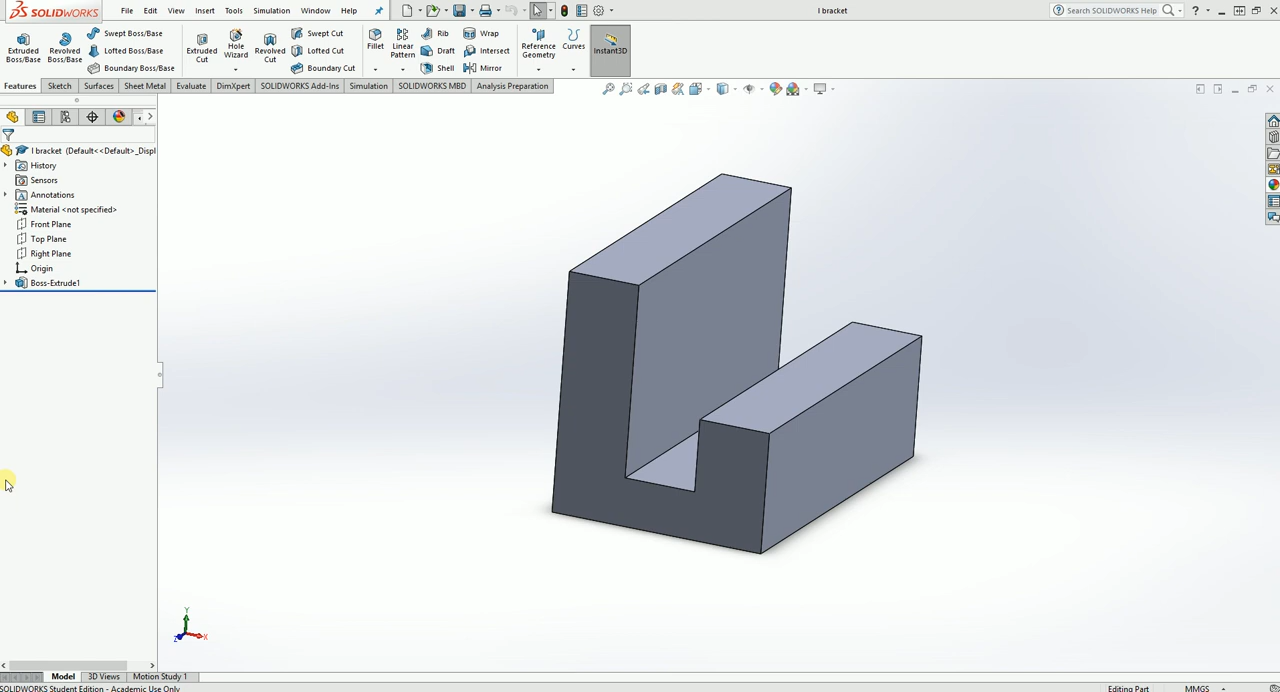 SOLIDWORKS File Edit View Insert Tools Simulation Window Help l bracket Search SOLIDWORKS Help ?
Extruded Boss/Base
Revolved Boss/Base
Swept Boss/Base
Lofted Boss/Base
Boundary Boss/Base
Extruded Cut
Hole Wizard
Revolved Cut
Swept Cut
Lofted Cut
Boundary Cut
Fillet
Linear Pattern
Rib
Draft
Shell
Wrap
Intersect
Mirror
Reference Geometry
Curves
Instant3D
Features Sketch Surfaces Sheet Metal Evaluate DimXpert SOLIDWORKS Add-Ins Simulation SOLIDWORKS MBD Analysis Preparation
l bracket (Default<<Default>_Displ
History
Sensors
Annotations
Material <not specified>
Front Plane
Top Plane
Right Plane
Origin
Boss-Extrude1
Y
Z X
Model 3D Views Motion Study 1
SOLIDWORKS Student Edition - Academic Use Only Editing Part MMGS